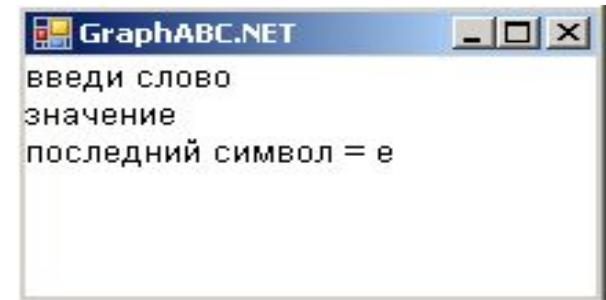 GraphABC.NET
введи слово
значение
последний символ = е